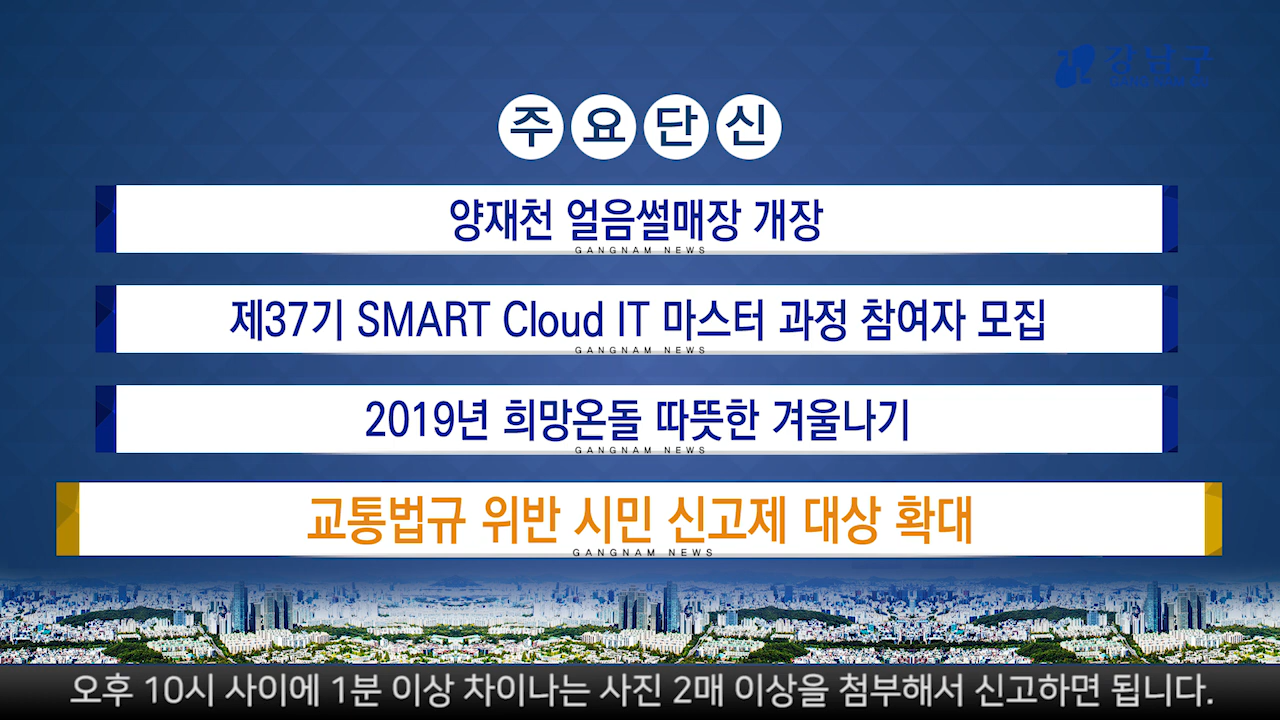 강남구
주요단신
양재천 얼음썰매장 개장
GANGNAM NEWS
제37기 SMART Cloud IT 마스터 과정 참여자 모집
GANGNAM NEWS
2019년 희망온돌 따뜻한 겨울나기
GANGNAM NEWS
교통법규 위반 시민 신고제 대상 확대
GANGNAM NEWS
오후 10시 사이에 1분 이상 차이나는 사진 2매 이상을 첨부해서 신고하면 됩니다.